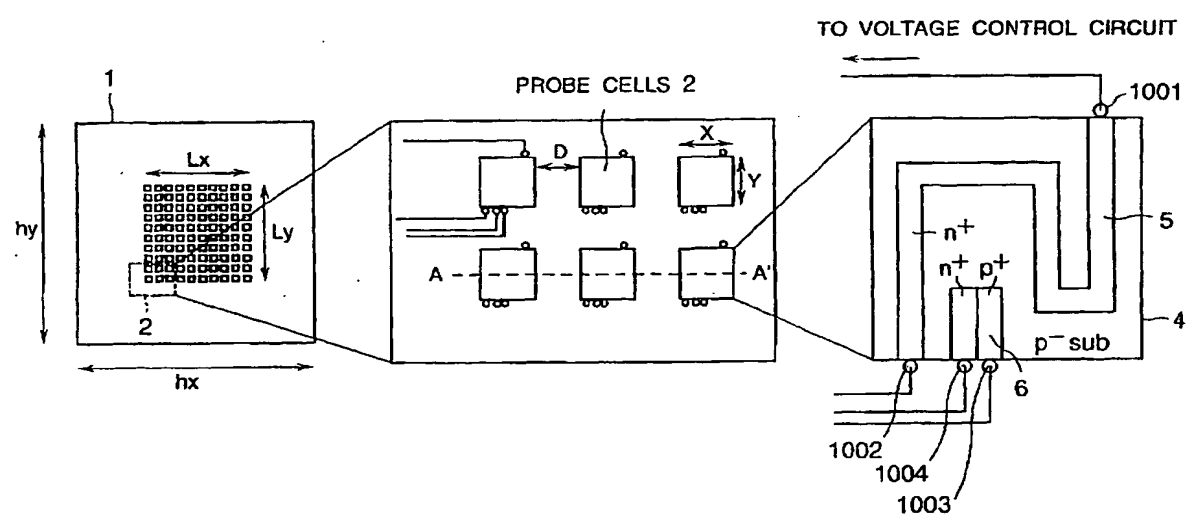 TO VOLTAGE CONTROL CIRCUIT
1
PROBE CELLS 2
1001
Lx
D
X
Y
hy
Ly
5
n+
n+ p+
A
A'
2
4
p- sub
hx
6
1002
1004
1003